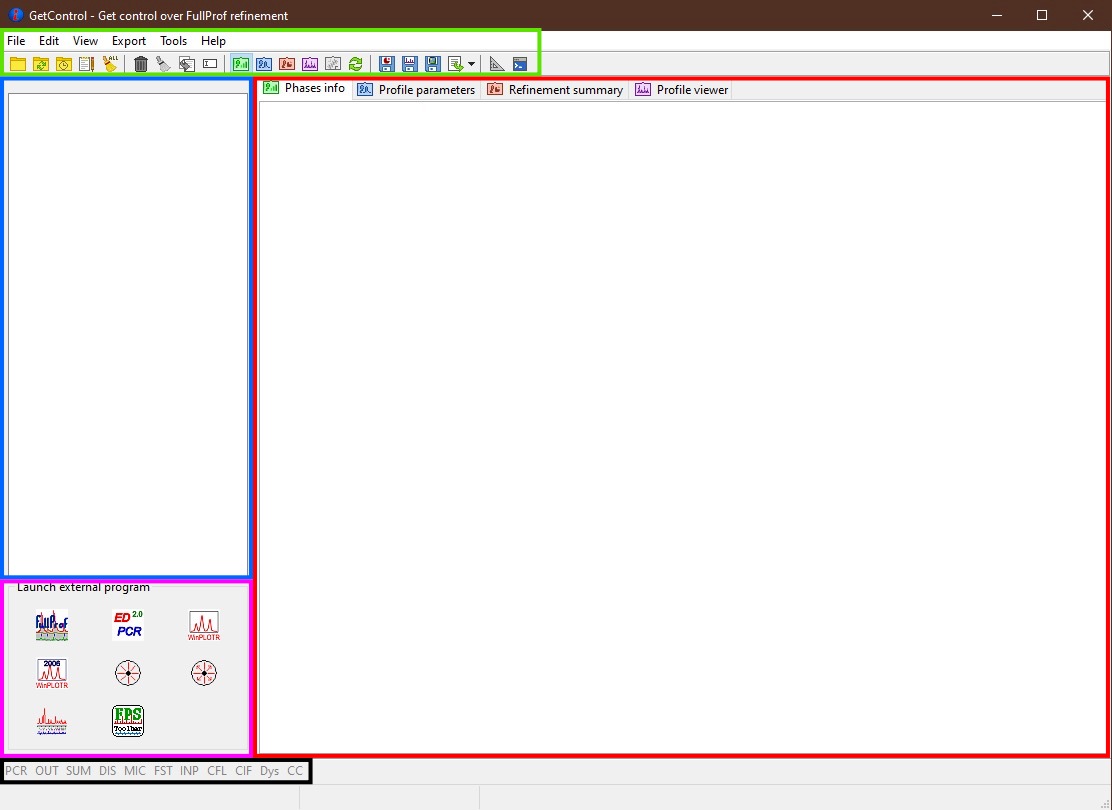 GetControl - Get control over FullProf refinement
File Edit View Export Tools Help
ALL
Phases info Profile parameters Refinement summary Profile viewer
Launch external program
FullProf ED 2.0 PCR WinPLOTR
2006 WinPLOTR
FPS Toolbar
PCR OUT SUM DIS MIC FST INP CFL CIF Dys CC